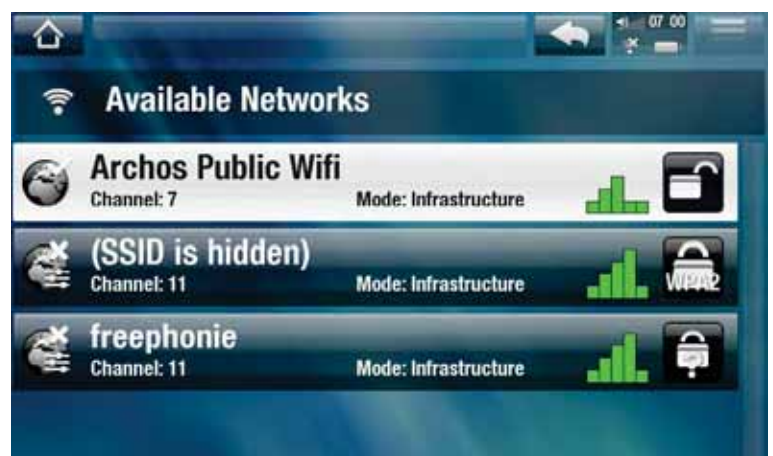 07 00
Available Networks
Archos Public Wifi
Channel: 7 Mode: Infrastructure
(SSID is hidden)
Channel: 11 Mode: Infrastructure
WPA2
freephonie
Channel: 11 Mode: Infrastructure